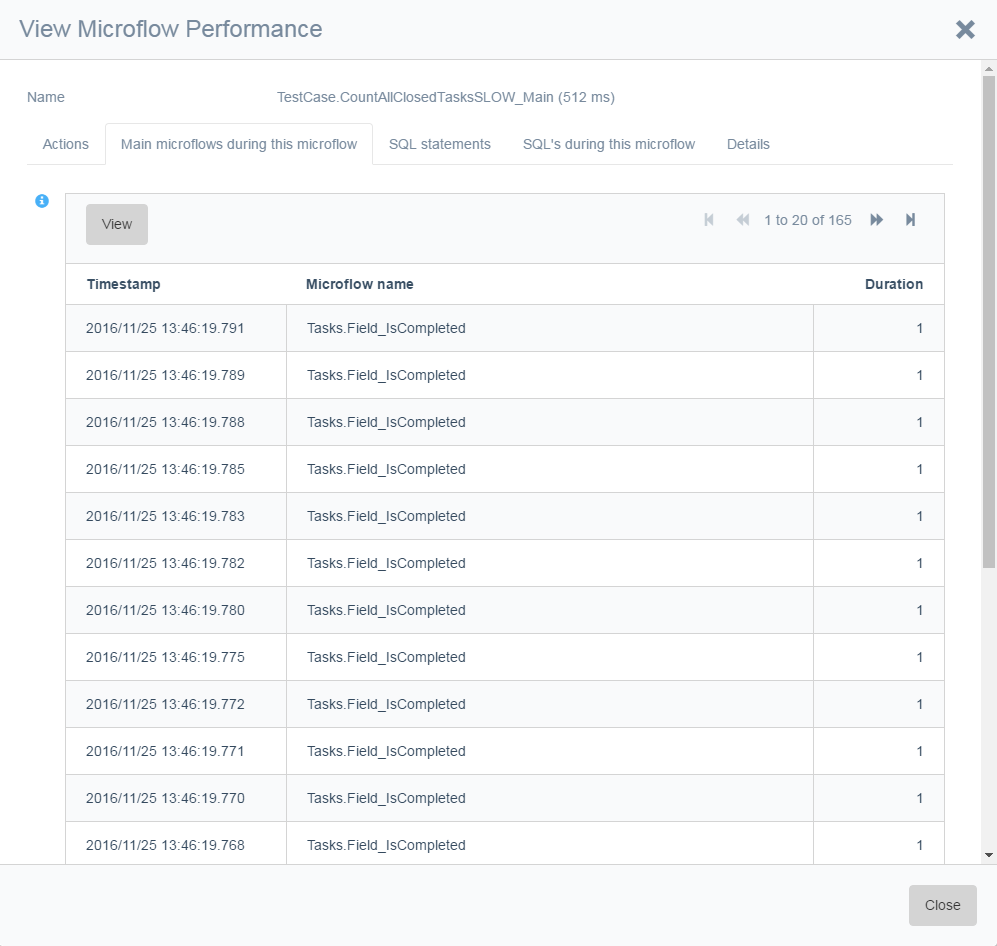 View Microflow Performance
Name TestCase.CountAllClosedTasksSLOW_Main (512 ms)
Actions Main microflows during this microflow SQL statements SQL's during this microflow Details
View 1 to 20 of 165
Timestamp Microflow name Duration
2016/11/25 13:46:19.791 Tasks.Field_IsCompleted 1
2016/11/25 13:46:19.789 Tasks.Field_IsCompleted 1
2016/11/25 13:46:19.788 Tasks.Field_IsCompleted 1
2016/11/25 13:46:19.785 Tasks.Field_IsCompleted 1
2016/11/25 13:46:19.783 Tasks.Field_IsCompleted 1
2016/11/25 13:46:19.782 Tasks.Field_IsCompleted 1
2016/11/25 13:46:19.780 Tasks.Field_IsCompleted 1
2016/11/25 13:46:19.775 Tasks.Field_IsCompleted 1
2016/11/25 13:46:19.772 Tasks.Field_IsCompleted 1
2016/11/25 13:46:19.771 Tasks.Field_IsCompleted 1
2016/11/25 13:46:19.770 Tasks.Field_IsCompleted 1
2016/11/25 13:46:19.768 Tasks.Field_IsCompleted 1
Close